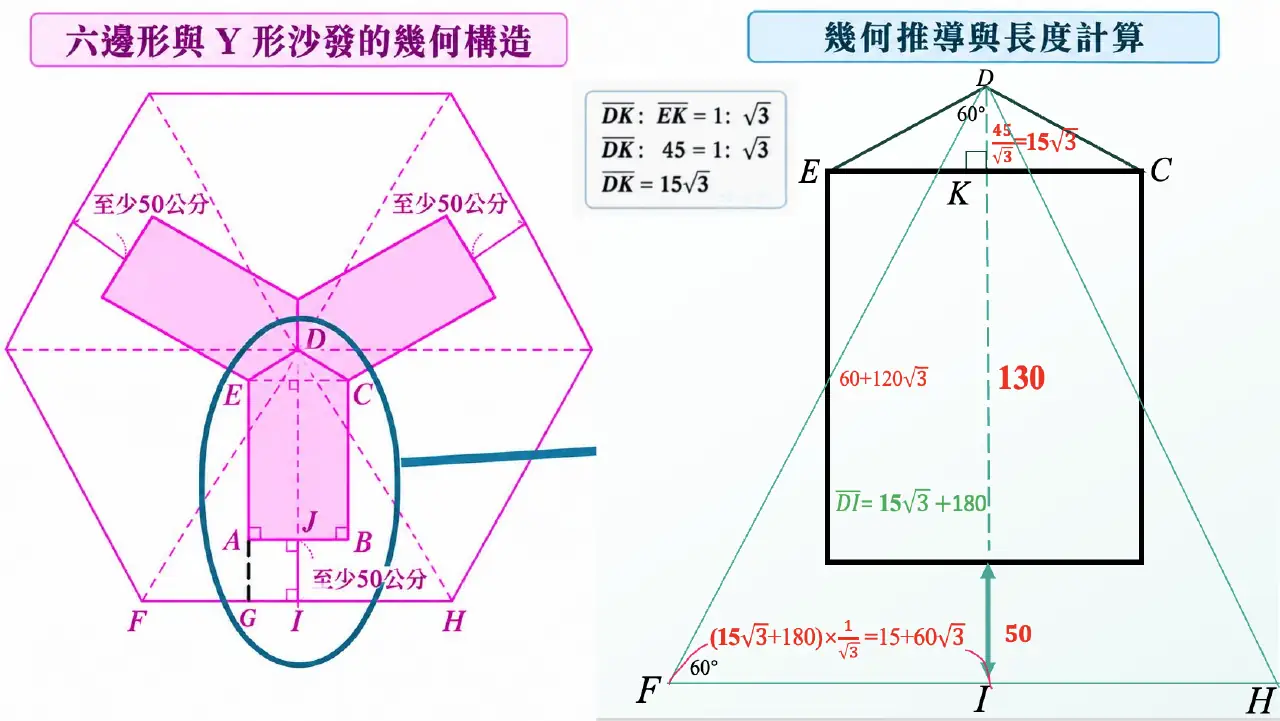 六邊形與 Y 形沙發的幾何構造
至少50公分
至少50公分
D
E
C
A
J
B
至少50公分
F
G
I
H
幾何推導與長度計算
DK : EK = 1 : √3
DK : 45 = 1 : √3
DK = 15√3
D
60°
45/√3=15√3
E
C
K
60+120√3
130
DI= 15√3 +180
(15√3+180)×1/√3 =15+60√3
50
60°
F
I
H